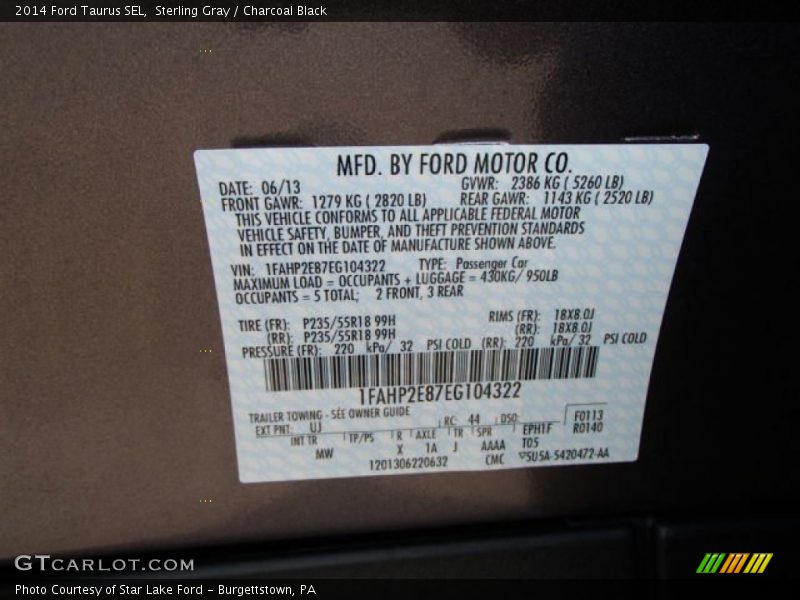 2014 Ford Taurus SEL, Sterling Gray / Charcoal Black
MFD. BY FORD MOTOR CO.
DATE: 06/13 GVWR: 2386 KG ( 5260 LB)
FRONT GAWR: 1279 KG ( 2820 LB) REAR GAWR: 1143 KG ( 2520 LB)
THIS VEHICLE CONFORMS TO ALL APPLICABLE FEDERAL MOTOR
VEHICLE SAFETY, BUMPER, AND THEFT PREVENTION STANDARDS
IN EFFECT ON THE DATE OF MANUFACTURE SHOWN ABOVE.
VIN: 1FAHP2E87EG104322 TYPE: Passenger Car
MAXIMUM LOAD = OCCUPANTS + LUGGAGE = 430KG/ 950LB
OCCUPANTS = 5 TOTAL; 2 FRONT, 3 REAR
TIRE (FR): P235/55R18 99H RIMS (FR): 18X8.0J
(RR): P235/55R18 99H (RR): 18X8.0J
PRESSURE (FR): 220 kPa/ 32 PSI COLD (RR): 220 kPa/ 32 PSI COLD
1FAHP2E87EG104322
TRAILER TOWING - SEE OWNER GUIDE
EXT PNT: UJ RC: 44 DSO: F0113
INT TR TP/PS R AXLE TR SPR EPH1F R0140
MW X 1A J AAAA T05
1201306220632 CMC 5U5A-5420472-AA
GTCARLOT.COM
Photo Courtesy of Star Lake Ford - Burgettstown, PA